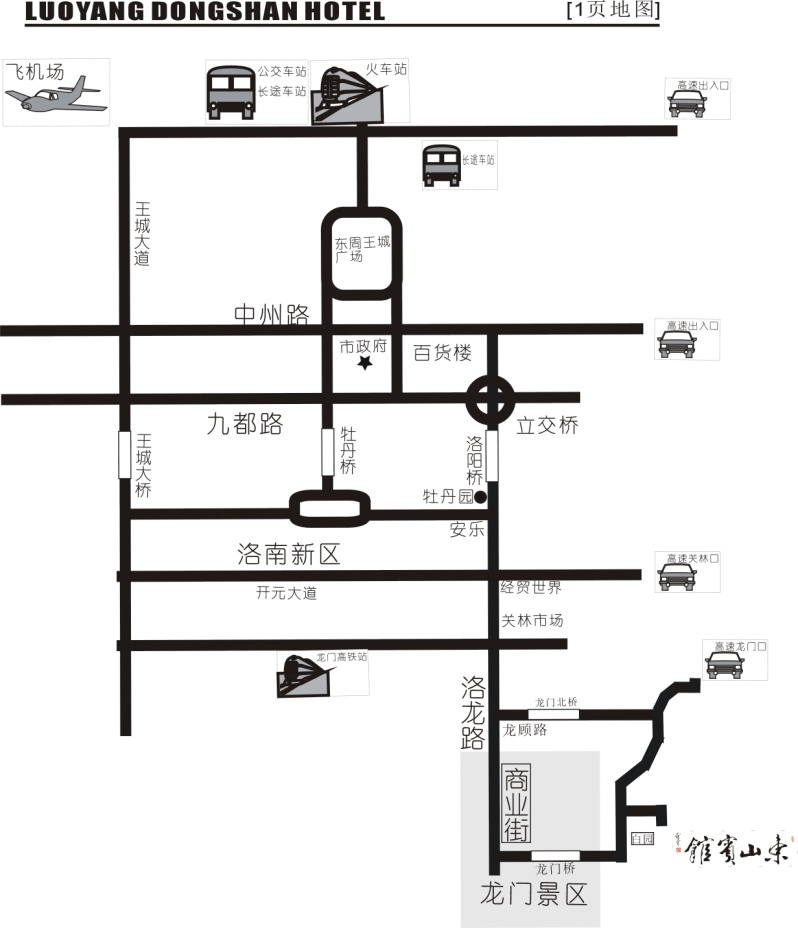 LUOYANG DONGSHAN HOTEL
[1页地图]
飞机场
公交车站
长途车站
火车站
高速出入口
长途车站
王城大道
东周王城
广场
中州路
高速出入口
市政府
百货楼
九都路
立交桥
王城大桥
牡丹桥
洛阳桥
牡丹园
安乐
洛南新区
高速关林口
开元大道
经贸世界
关林市场
龙门高铁站
高速龙门口
洛龙路
龙门北桥
龙顾路
商业街
白园
館賓山東
龙门桥
龙门景区